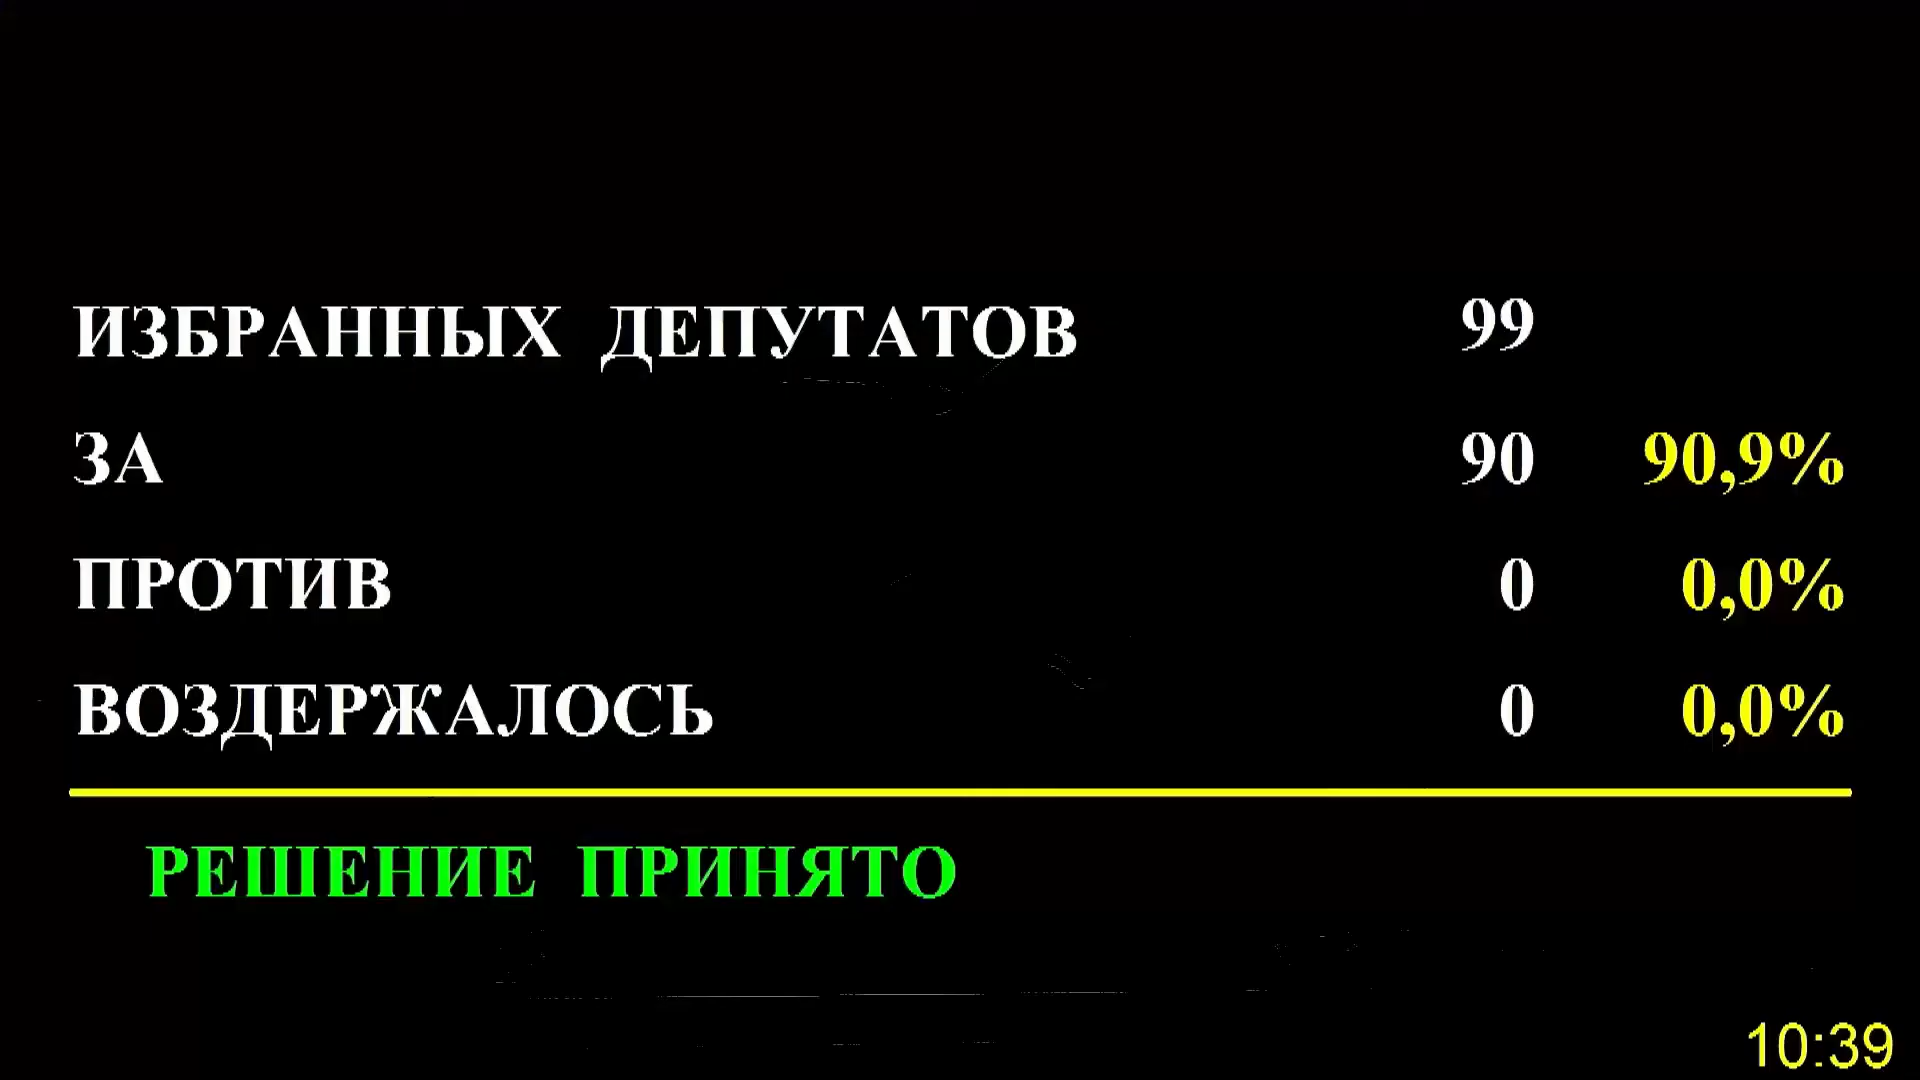 ИЗБРАННЫХ ДЕПУТАТОВ 99
ЗА 90 90,9%
ПРОТИВ 0 0,0%
ВОЗДЕРЖАЛОСЬ 0 0,0%
РЕШЕНИЕ ПРИНЯТО
10:39